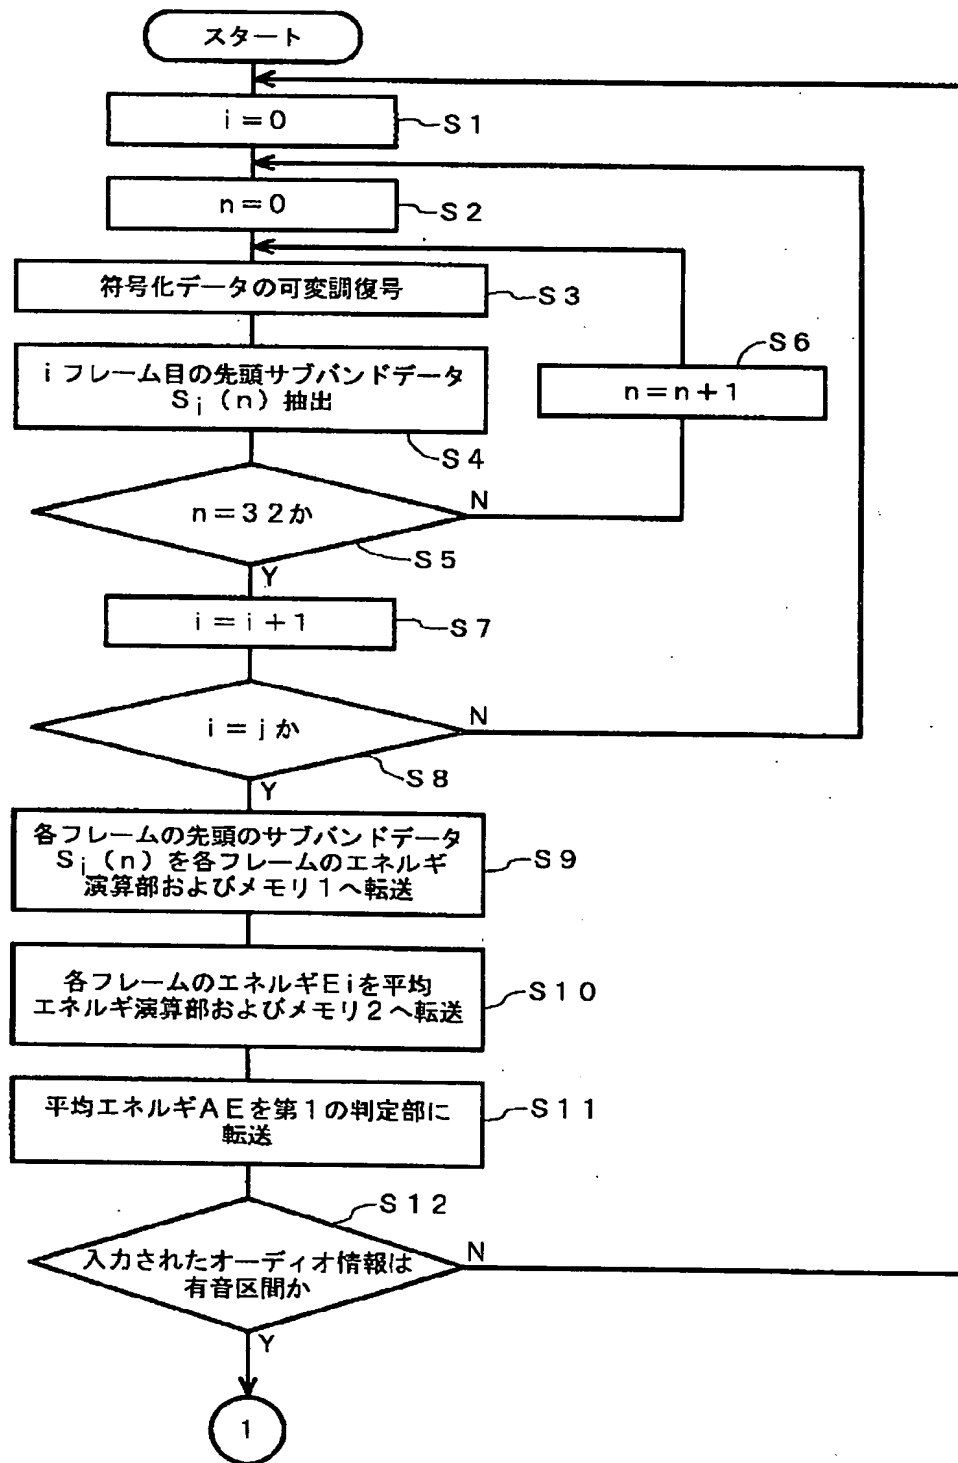 スタート
i=0
S1
n=0
S2
符号化データの可変調復号
S3
iフレーム目の先頭サブバンドデータ
Si(n)抽出
S4
S6
n=n+1
n=32か
N
S5
Y
i=i+1
S7
i=jか
N
S8
Y
各フレームの先頭のサブバンドデータ
Si(n)を各フレームのエネルギ
演算部およびメモリ1へ転送
S9
各フレームのエネルギEiを平均
エネルギ演算部およびメモリ2へ転送
S10
平均エネルギAEを第1の判定部に
転送
S11
S12
入力されたオーディオ情報は
有音区間か
N
Y
1